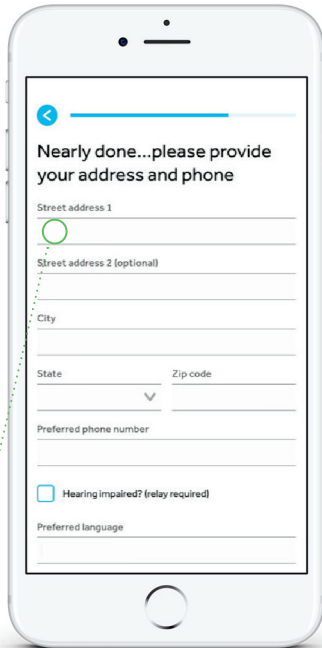 Nearly done...please provide
your address and phone
Street address 1
Street address 2 (optional)
City
State Zip code
Preferred phone number
Hearing impaired? (relay required)
Preferred language